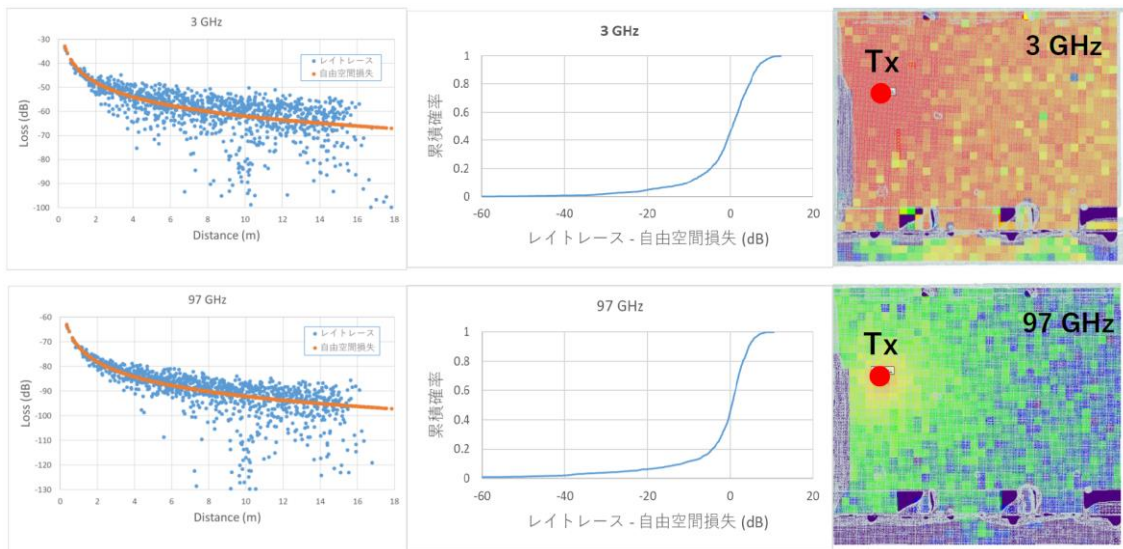 3 GHz
-30
-40
-50
-60
-70
-80
-90
-100
Loss (dB)
レイトレース
自由空間損失
0 2 4 6 8 10 12 14 16 18
Distance (m)
3 GHz
1
0.8
0.6
0.4
0.2
0
累積確率
-60 -40 -20 0 20
レイトレース - 自由空間損失 (dB)
3 GHz
Tx
97 GHz
-60
-70
-80
-90
-100
-110
-120
-130
Loss (dB)
レイトレース
自由空間損失
0 2 4 6 8 10 12 14 16 18
Distance (m)
97 GHz
1
0.8
0.6
0.4
0.2
0
累積確率
-60 -40 -20 0 20
レイトレース - 自由空間損失 (dB)
97 GHz
Tx